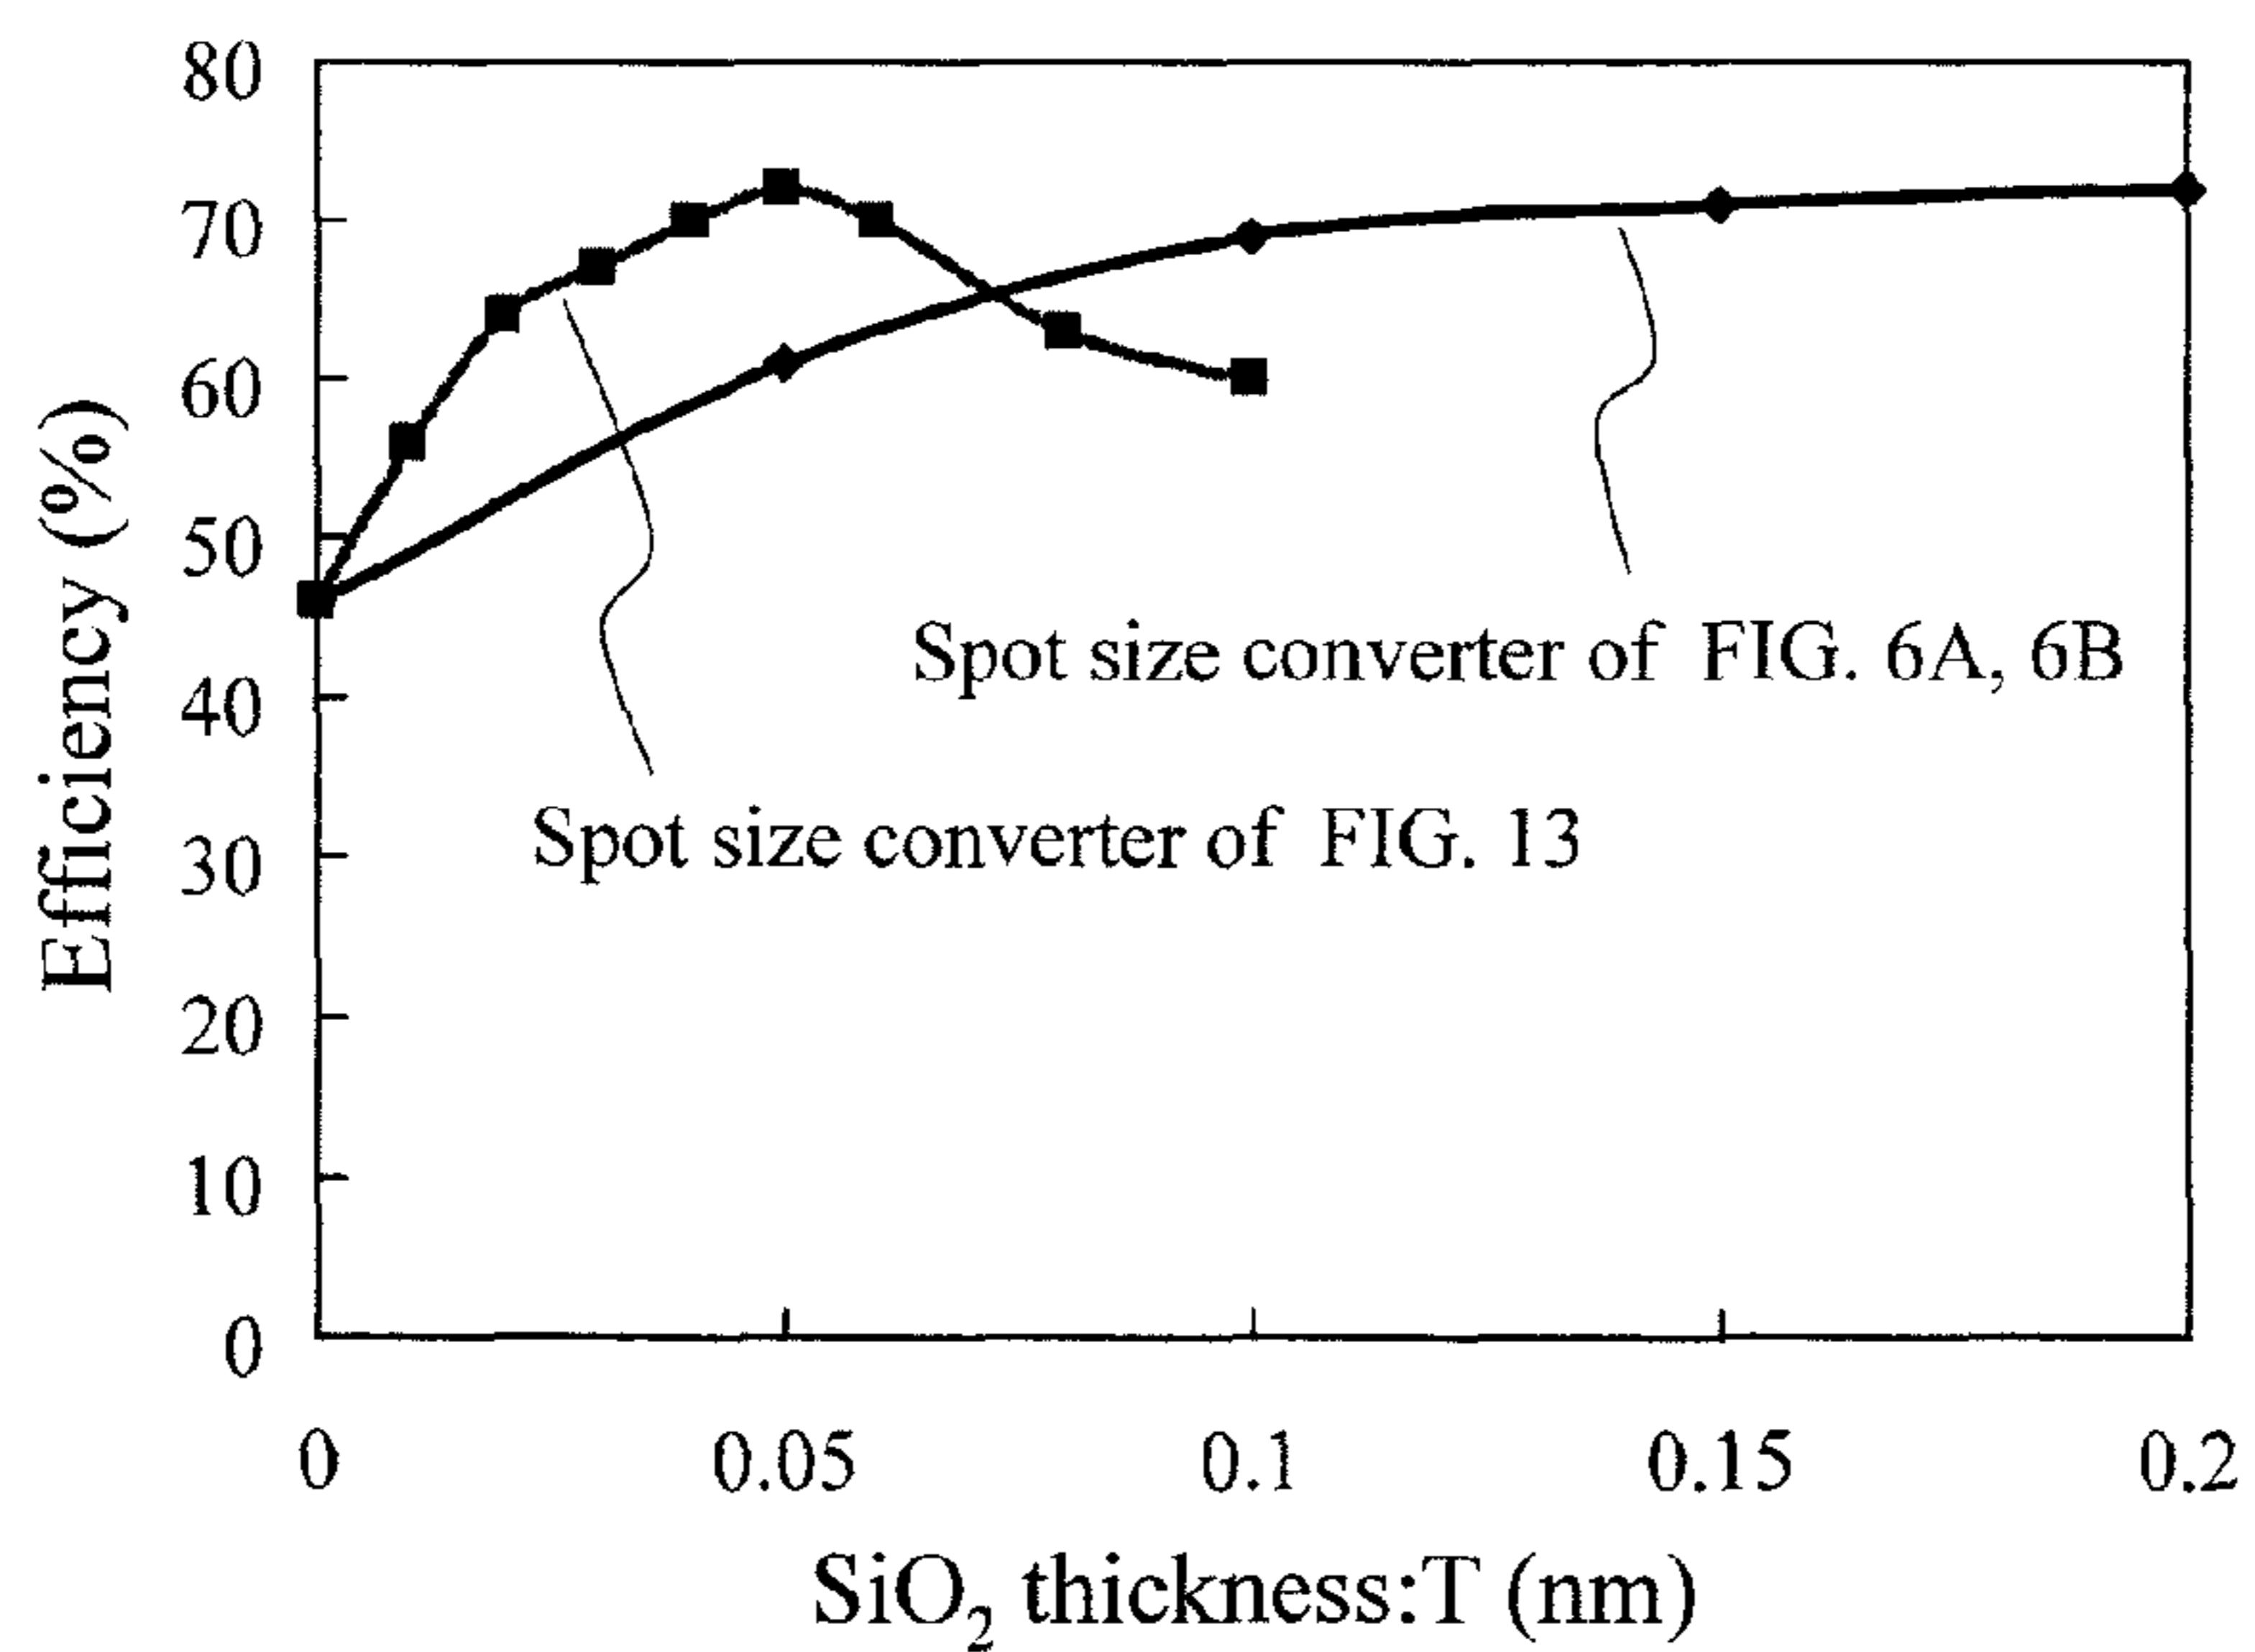 80
70
60
50
40
30
20
10
0
Efficiency (%)
Spot size converter of FIG. 6A, 6B
Spot size converter of FIG. 13
0 0.05 0.1 0.15 0.2
SiO₂ thickness:T (nm)